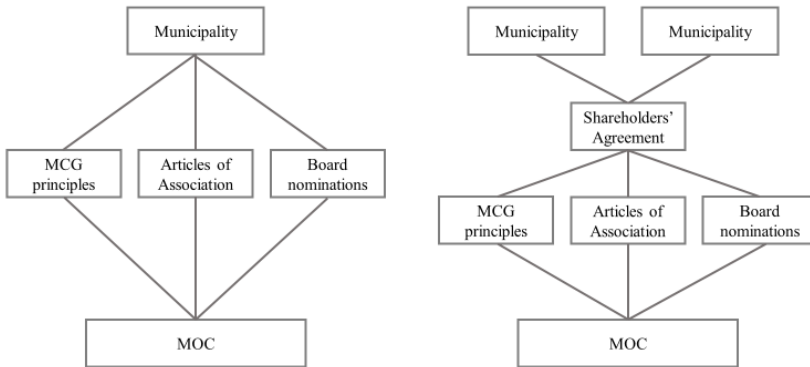 Municipality
MCG
principles
Articles of
Association
Board
nominations
MOC
Municipality
Municipality
Shareholders’
Agreement
MCG
principles
Articles of
Association
Board
nominations
MOC